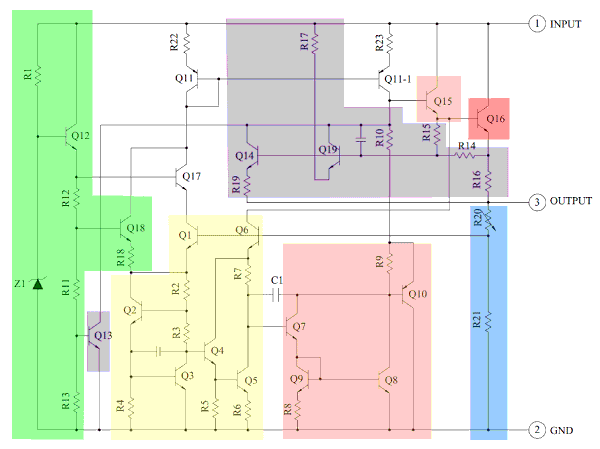 1 INPUT
R22
R17
R23
R1
Q11
Q11-1
Q15
Q16
Q12
R10
R15
R14
Q14
Q19
R19
R16
Q17
R12
3 OUTPUT
Q18
Q1
Q6
R20
R18
R9
R7
Z1
R11
R2
C1
Q10
Q2
R21
Q13
R3
Q7
Q4
Q3
Q5
Q9
Q8
R13
R4
R5
R6
R8
2 GND